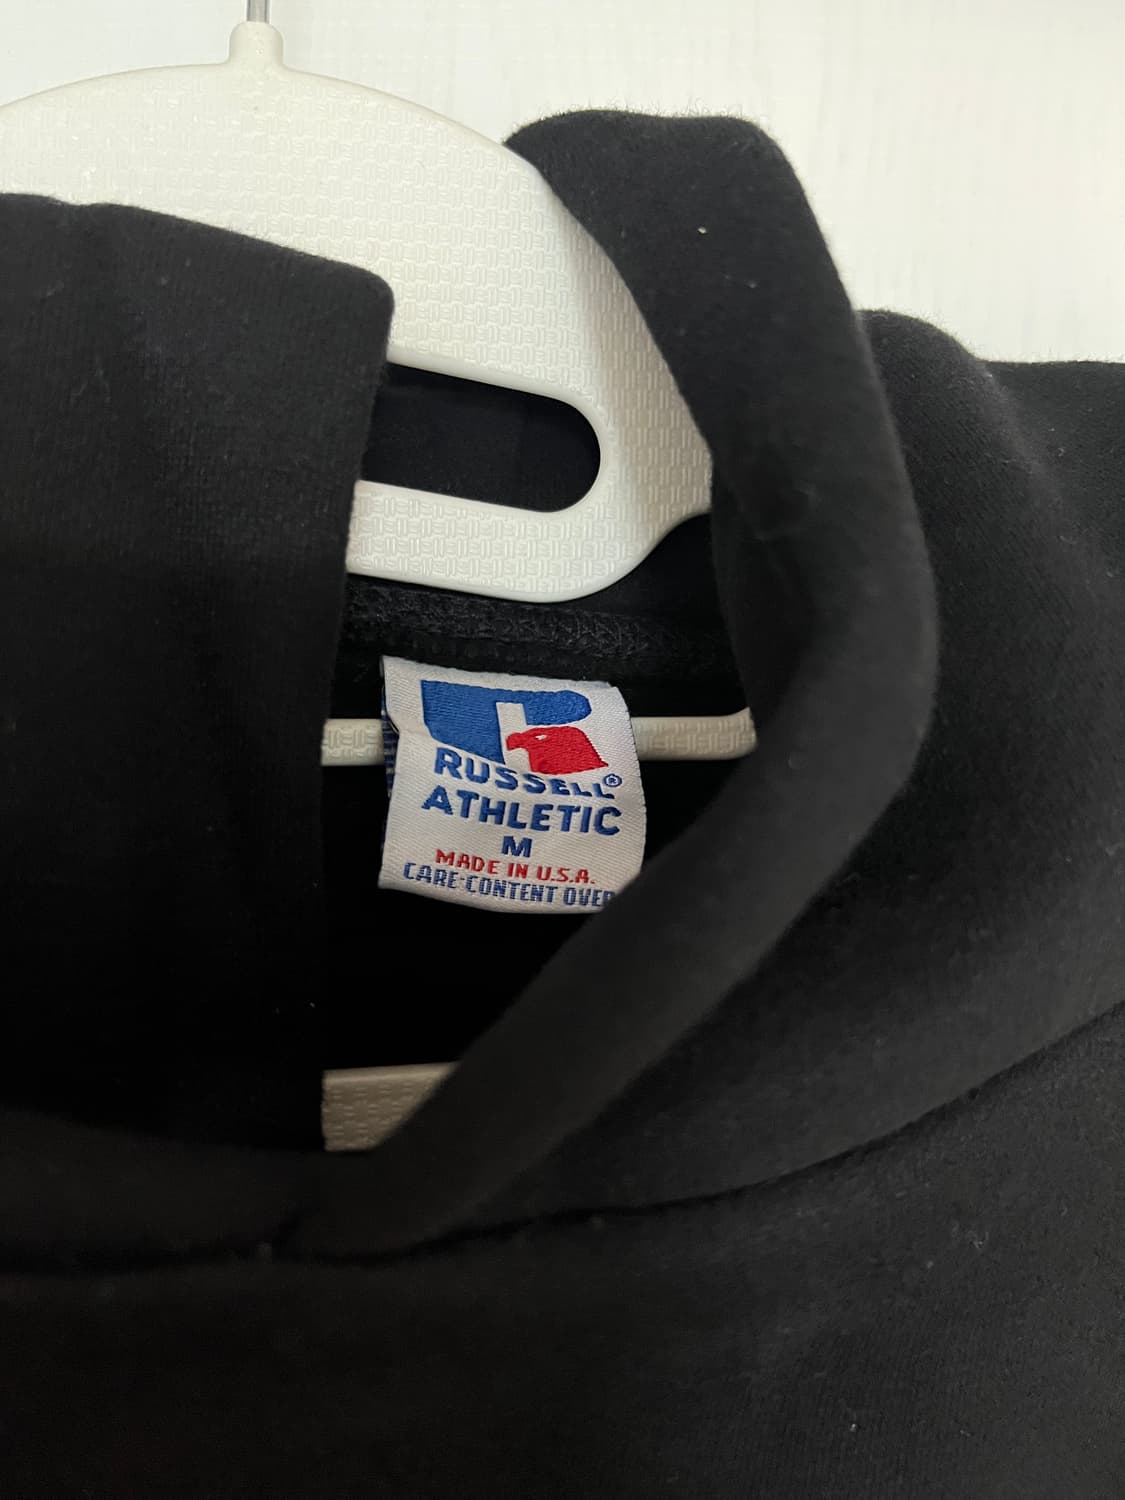 RUSSELL®
ATHLETIC
M
MADE IN U.S.A.
CARE·CONTENT OVER